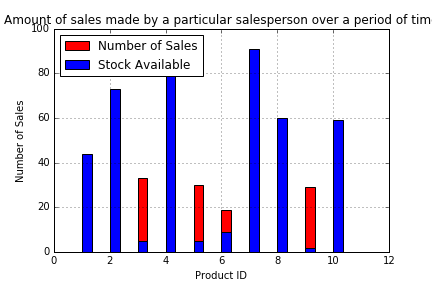 Amount of sales made by a particular salesperson over a period of tim
Number of Sales
Stock Available
Number of Sales
100
80
60
40
20
0
0 2 4 6 8 10 12
Product ID